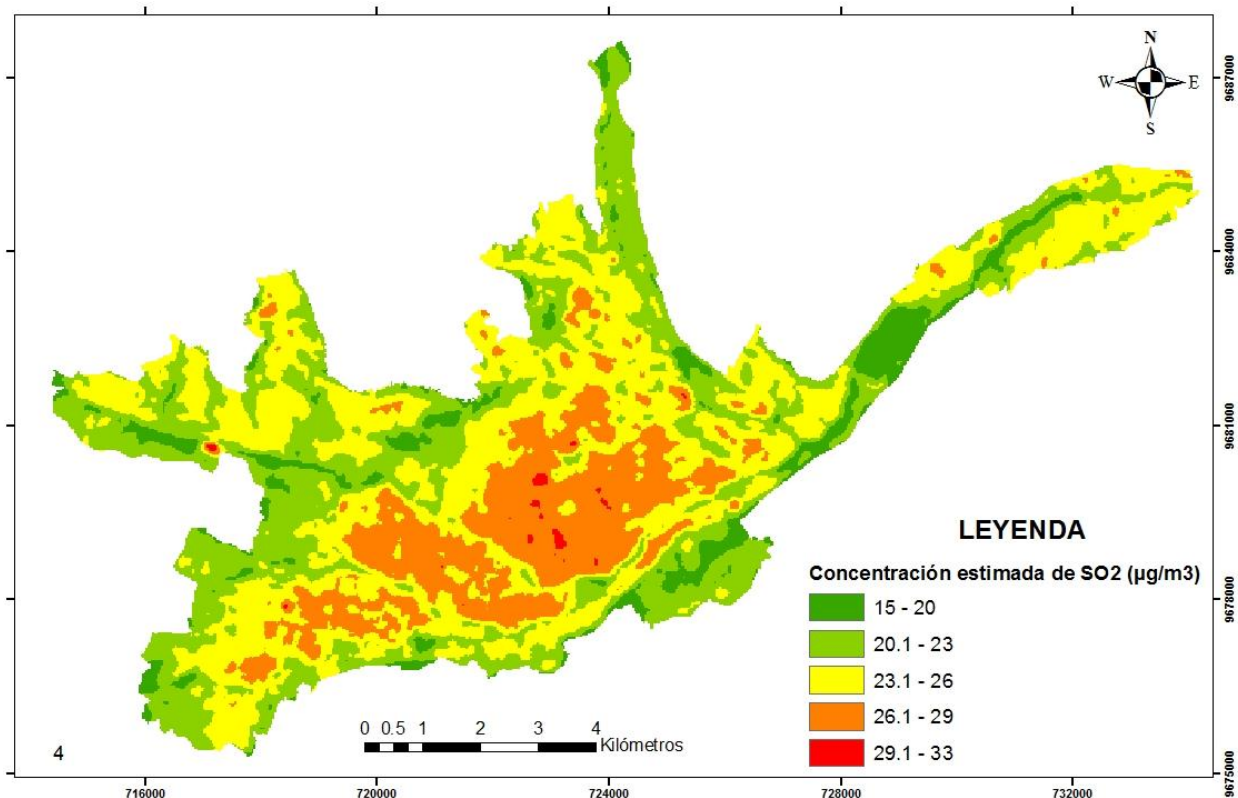 716000 720000 724000 728000 732000
N
W E
S
9687000
9684000
9681000
9678000
9675000
LEYENDA
Concentración estimada de SO2 (µg/m3)
15 - 20
20.1 - 23
23.1 - 26
26.1 - 29
29.1 - 33
0 0.5 1 2 3 4
Kilómetros
4